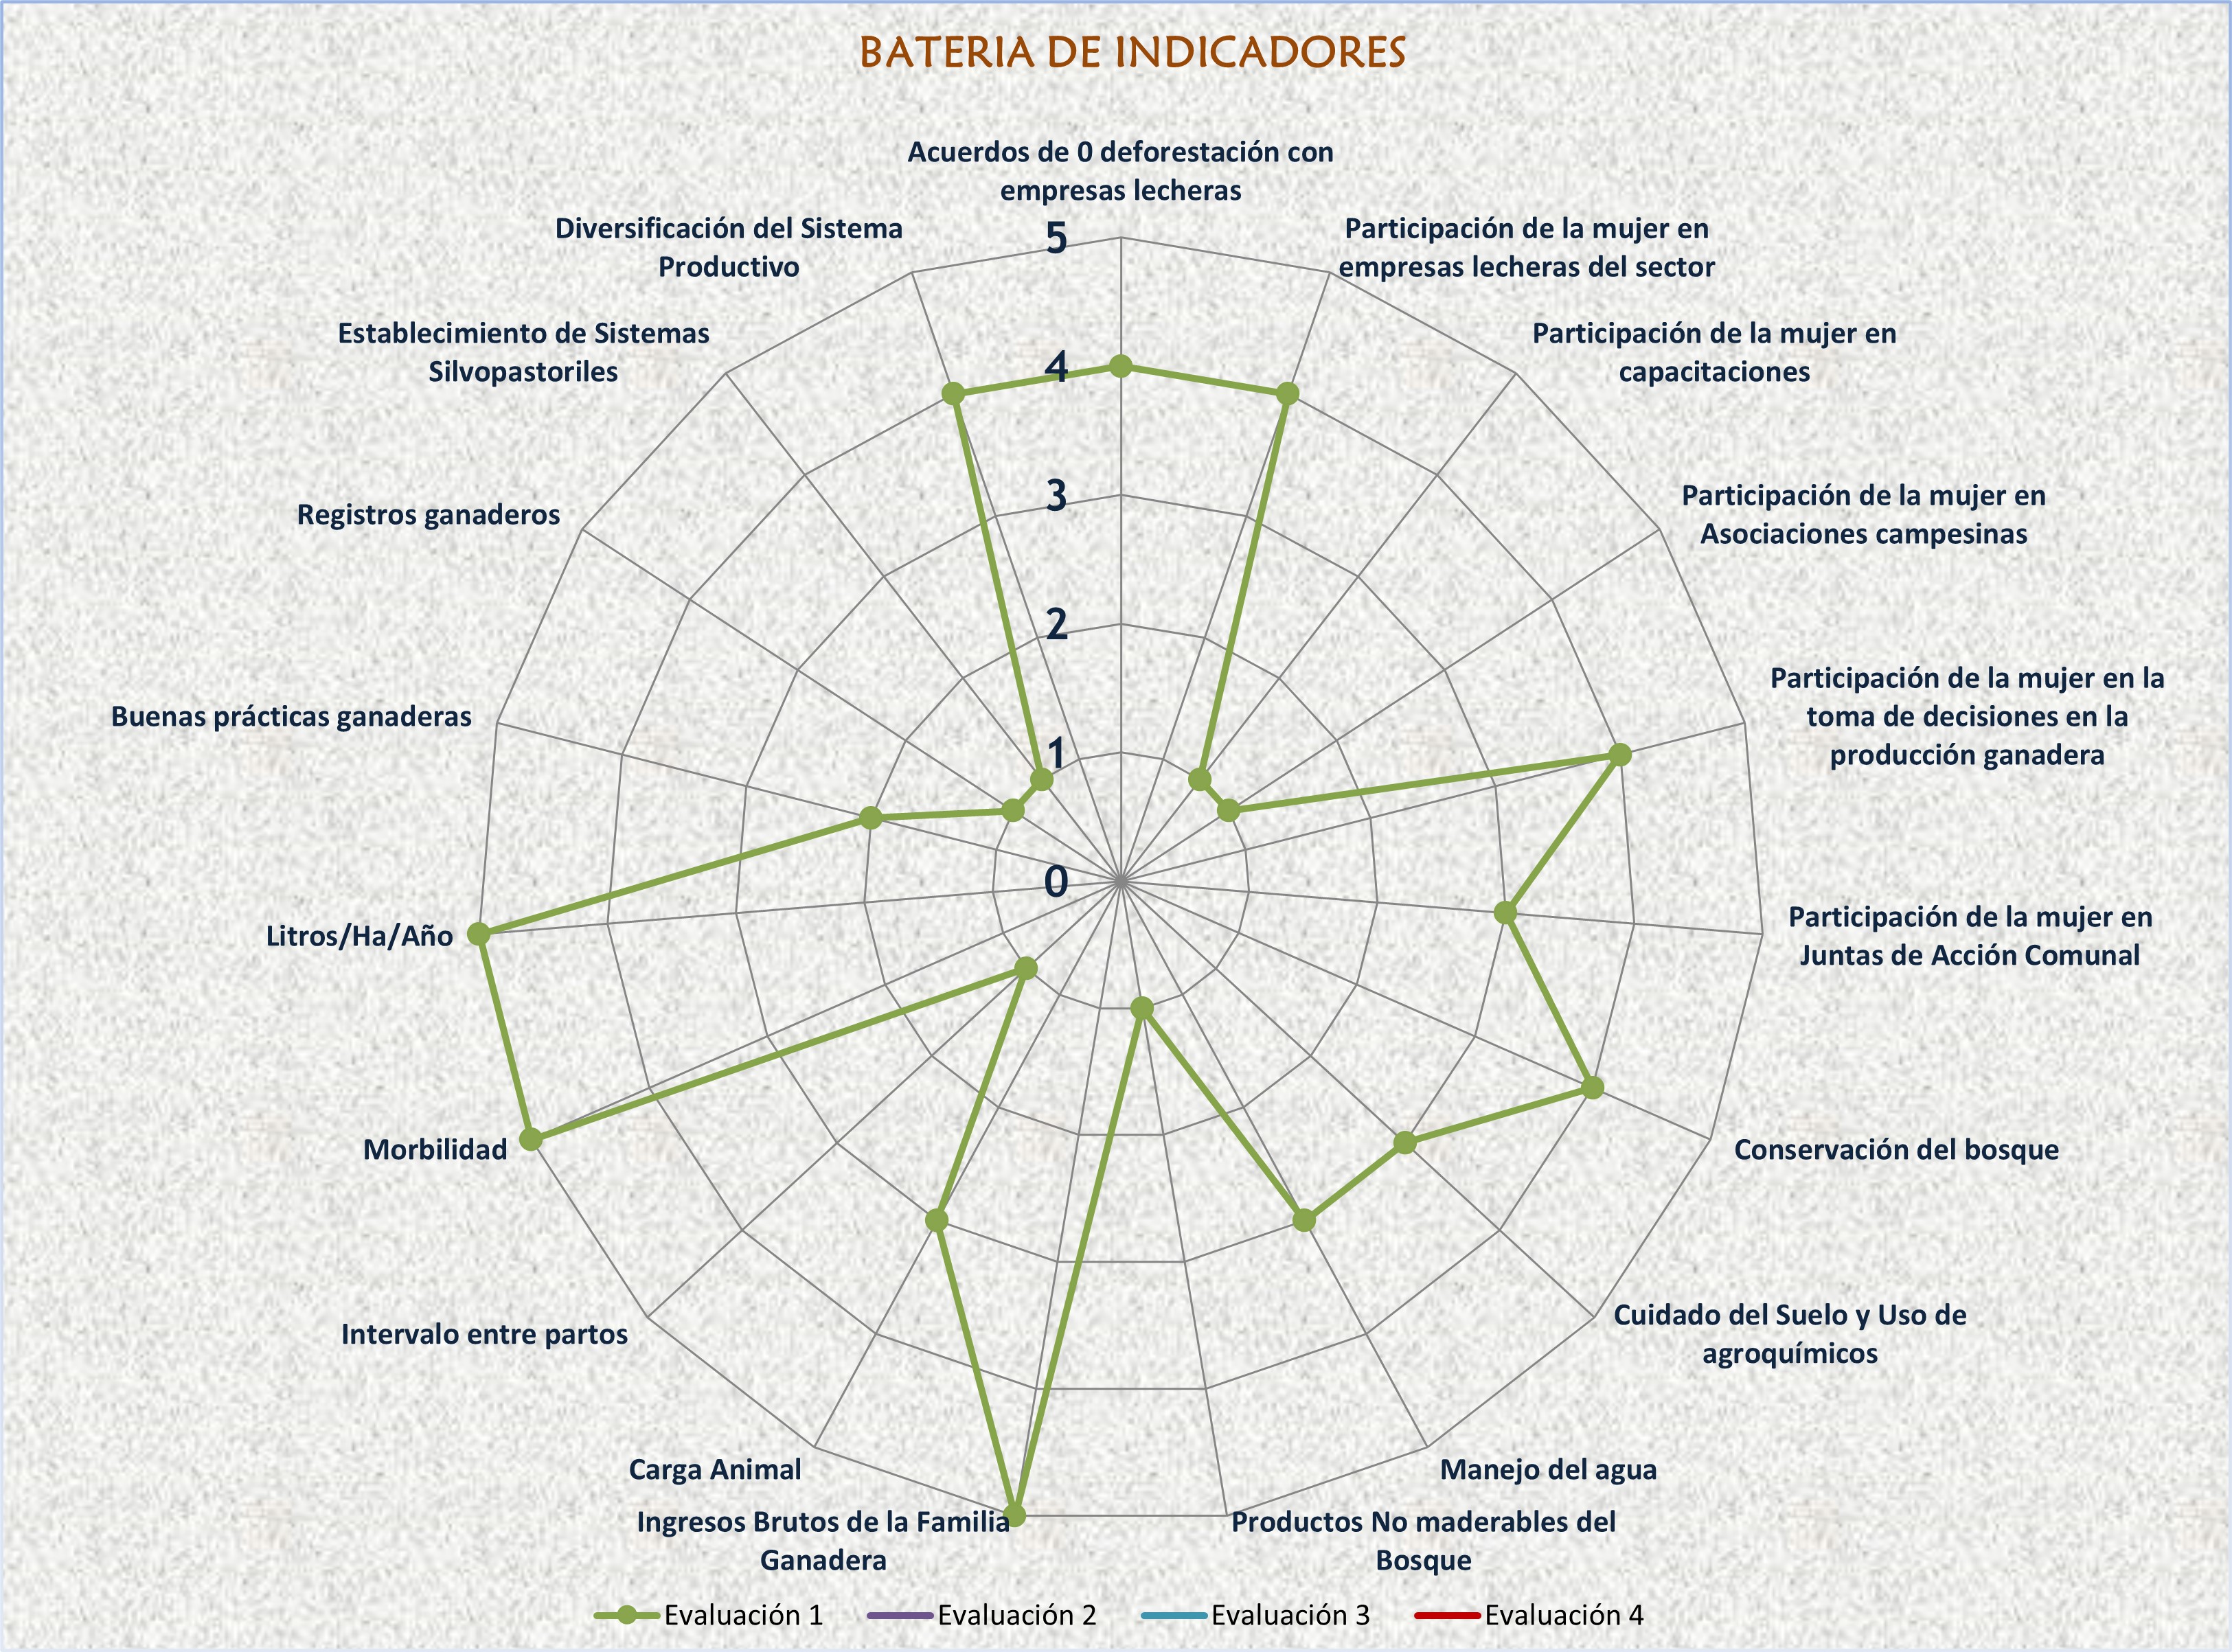 BATERIA DE INDICADORES
Acuerdos de 0 deforestación con
empresas lecheras
Participación de la mujer en
empresas lecheras del sector
Participación de la mujer en
capacitaciones
Participación de la mujer en
Asociaciones campesinas
Participación de la mujer en la
toma de decisiones en la
producción ganadera
Participación de la mujer en
Juntas de Acción Comunal
Conservación del bosque
Cuidado del Suelo y Uso de
agroquímicos
Manejo del agua
Productos No maderables del
Bosque
Ingresos Brutos de la Familia
Ganadera
Carga Animal
Intervalo entre partos
Morbilidad
Litros/Ha/Año
Buenas prácticas ganaderas
Registros ganaderos
Establecimiento de Sistemas
Silvopastoriles
Diversificación del Sistema
Productivo
5
4
3
2
1
0
Evaluación 1 Evaluación 2 Evaluación 3 Evaluación 4